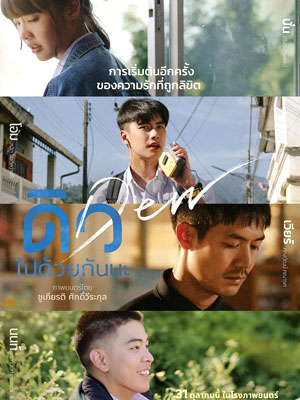 ปั๋น
การเริ่มต้นอีกครั้ง
ของความรักที่ถูกลิขิต
โอม
Dew
ดิว
ไปด้วยกันนะ
เวียร์
ภาพยนตร์โดย
ชูเกียรติ ศักดิ์วีระกุล
นนท์
31 ตุลาคมนี้ ในโรงภาพยนตร์